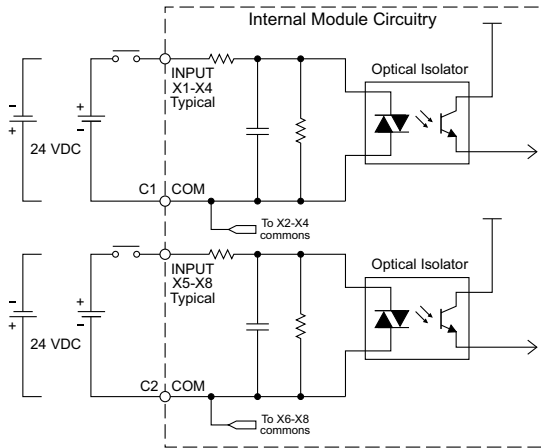 Internal Module Circuitry
INPUT
X1-X4
Typical
Optical Isolator
-
+
+
-
24 VDC
C1
COM
To X2-X4
commons
INPUT
X5-X8
Typical
Optical Isolator
-
+
+
-
24 VDC
C2
COM
To X6-X8
commons